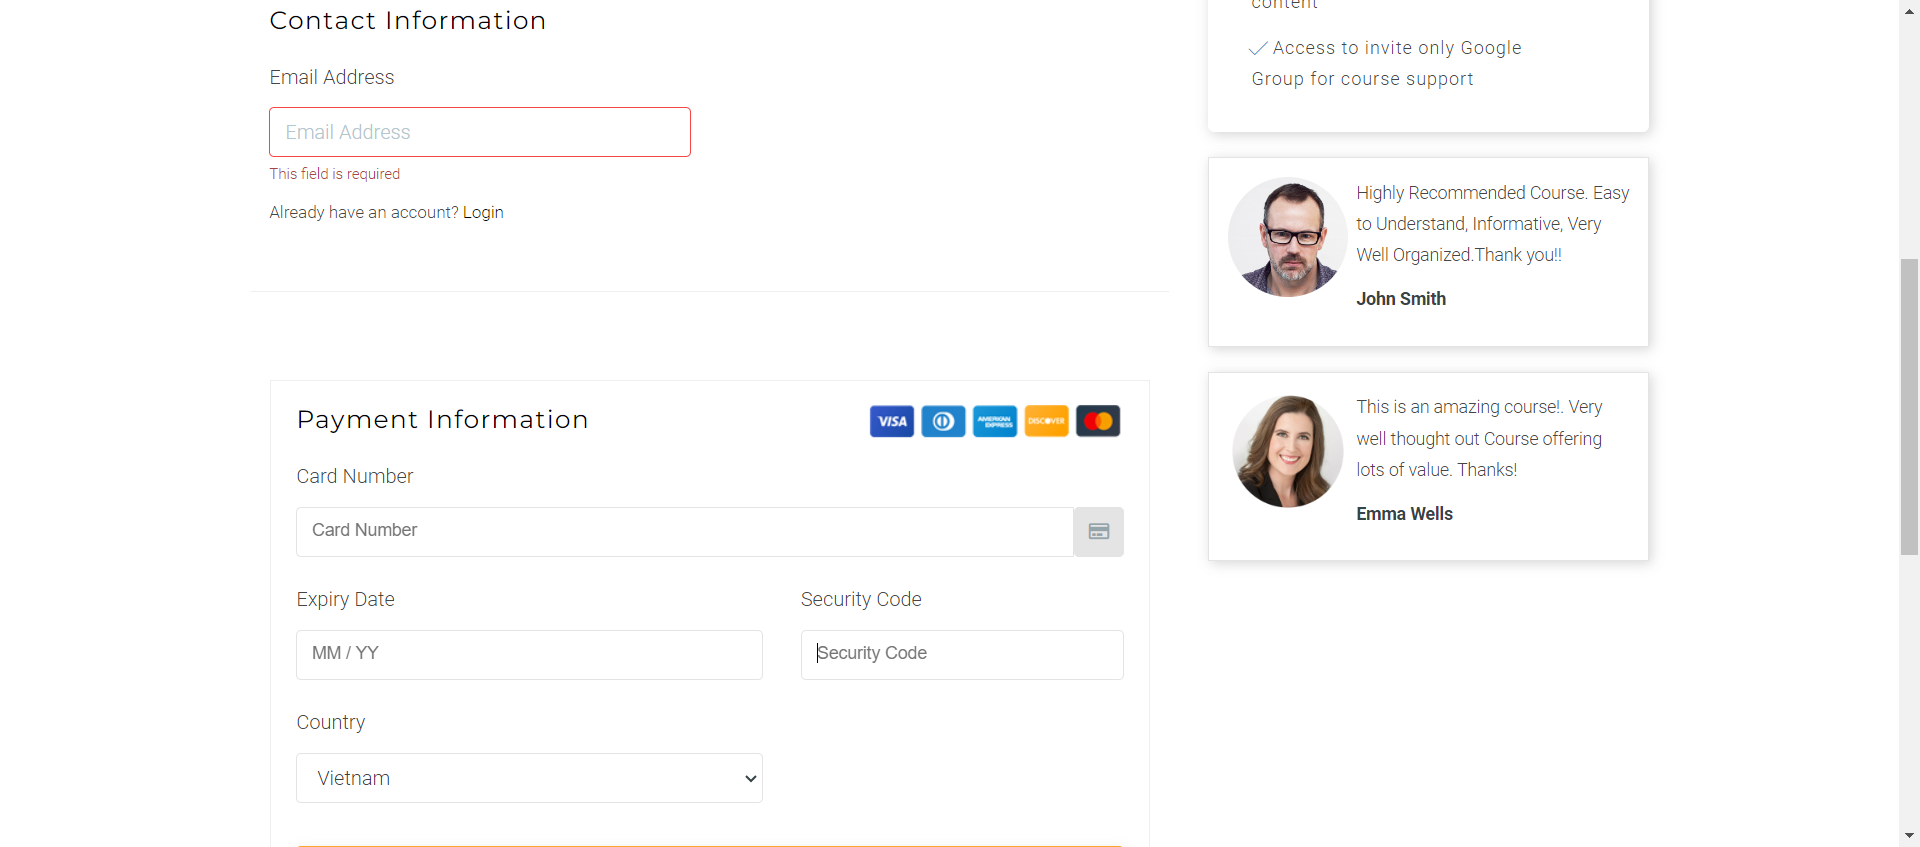 Contact Information
Email Address
Email Address
This field is required
Already have an account? Login
Payment Information
VISA
AMERICAN
EXPRESS
DISCOVER
Card Number
Card Number
Expiry Date
Security Code
MM / YY
Security Code
Country
Vietnam
content
Access to invite only Google
Group for course support
Highly Recommended Course. Easy
to Understand, Informative, Very
Well Organized.Thank you!!
John Smith
This is an amazing course!. Very
well thought out Course offering
lots of value. Thanks!
Emma Wells